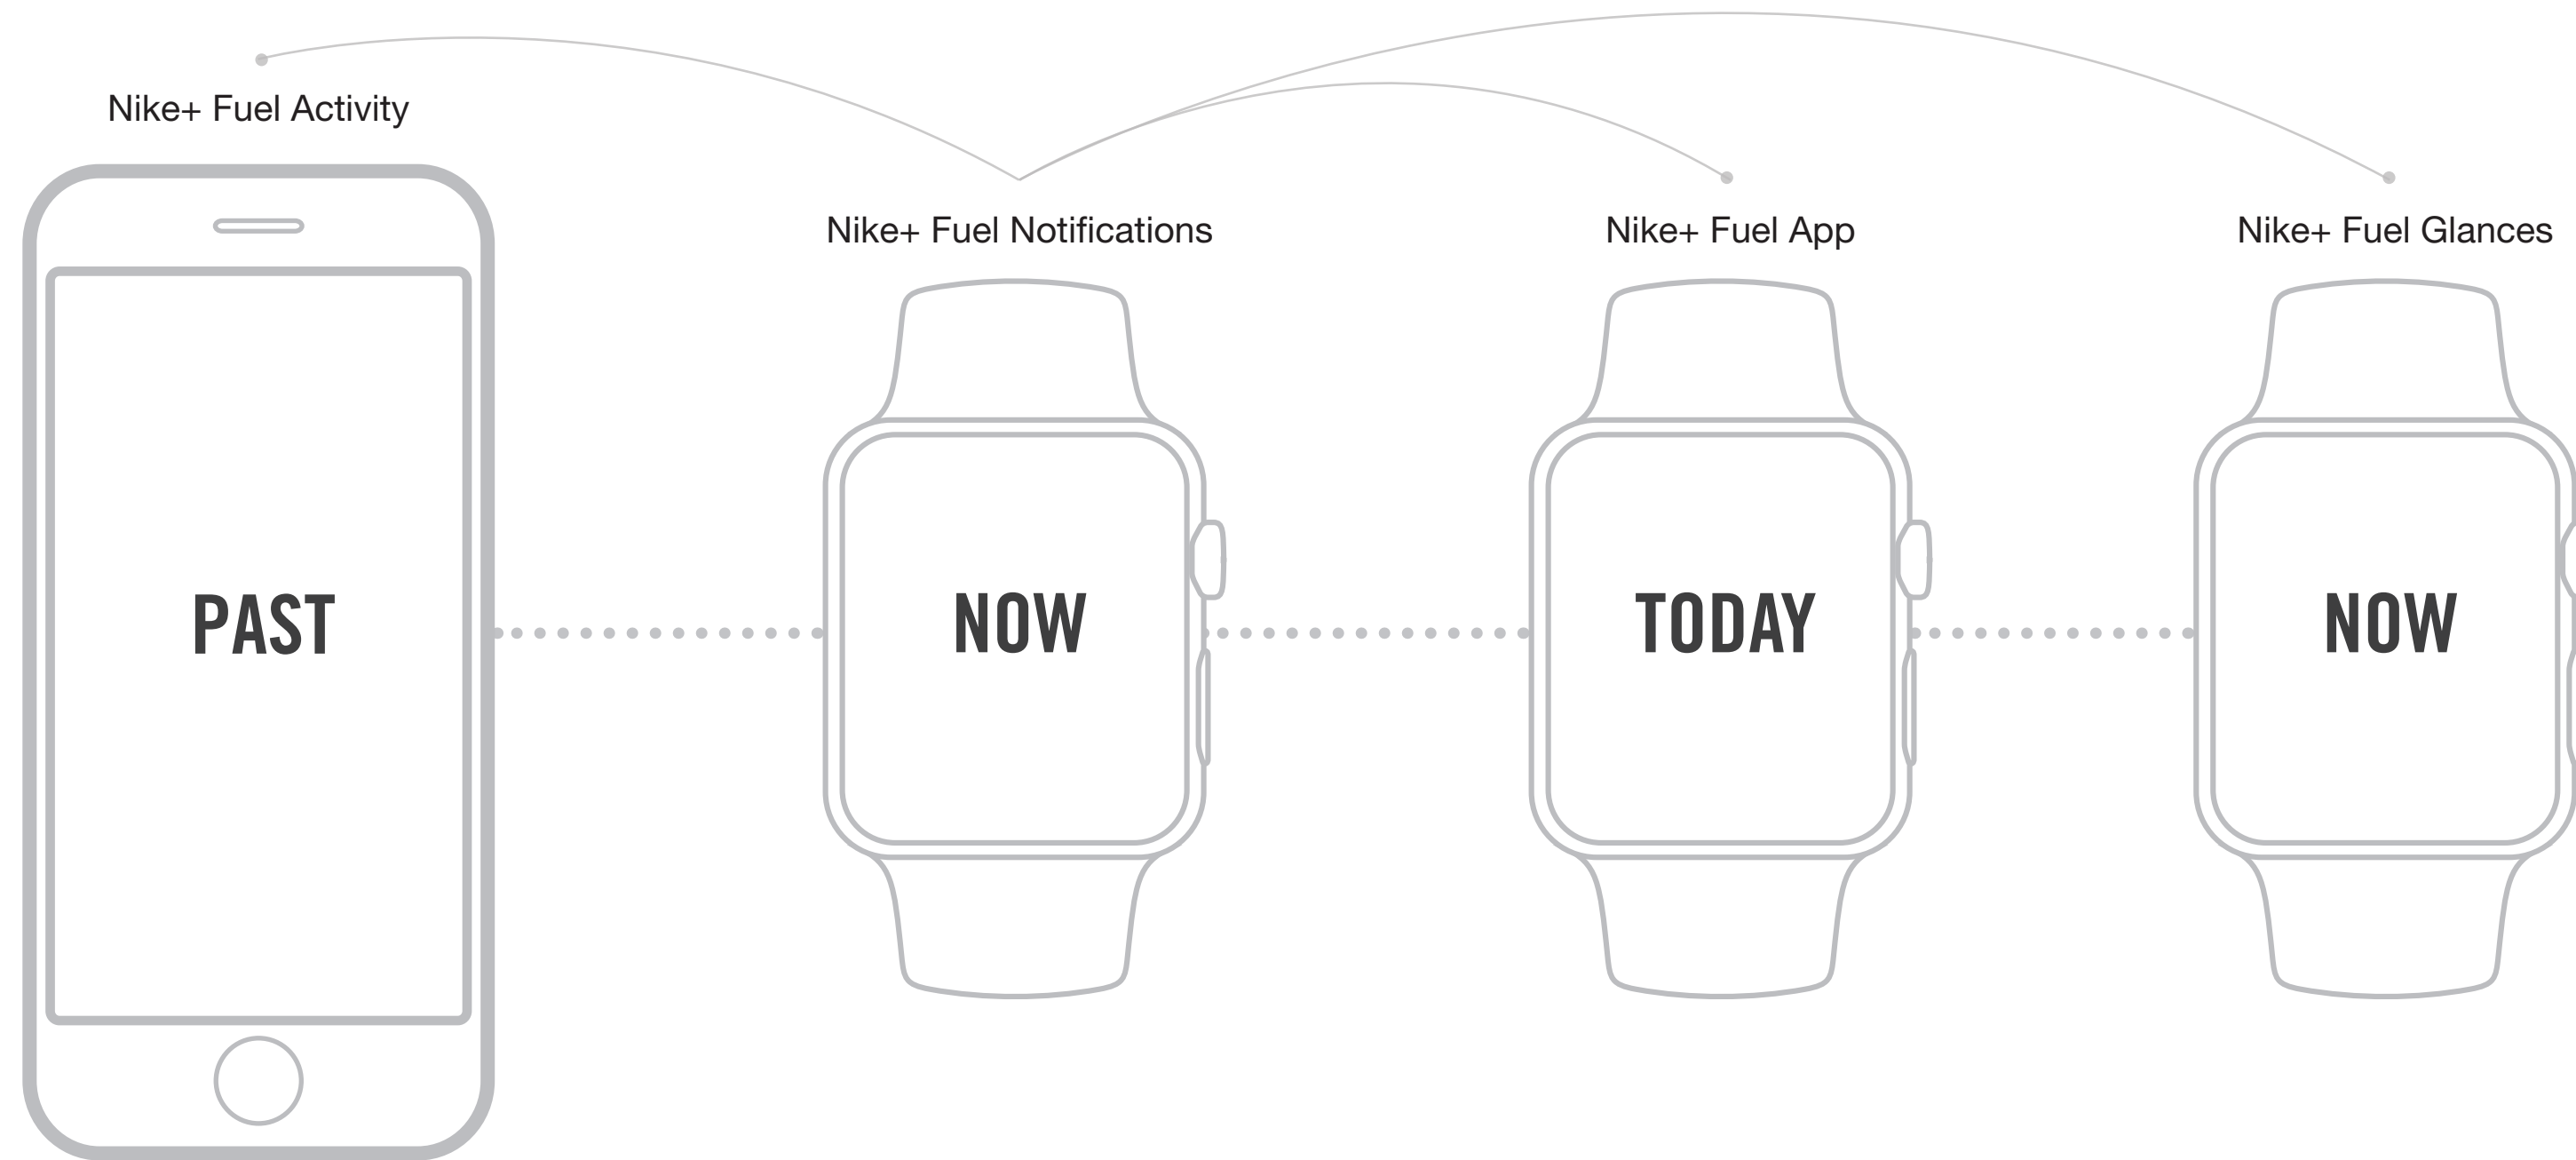 Nike+ Fuel Activity
Nike+ Fuel Notifications
Nike+ Fuel App
Nike+ Fuel Glances
PAST
NOW
TODAY
NOW